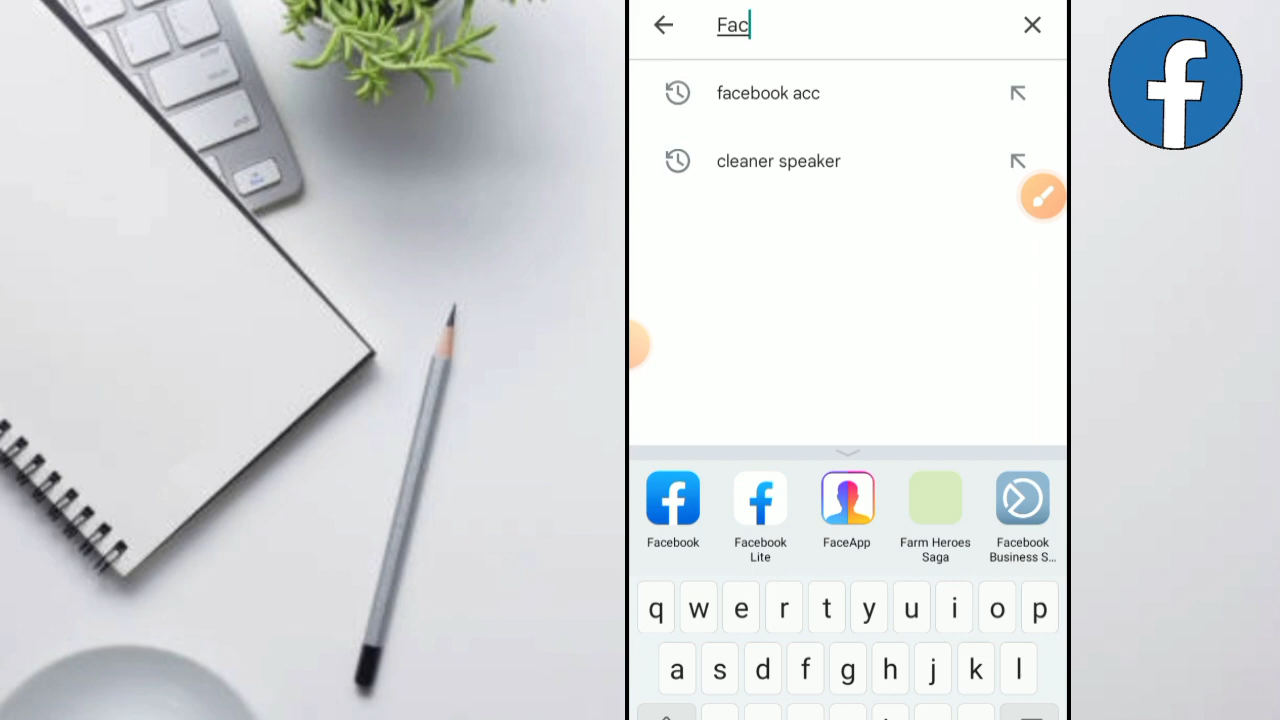 Fac
facebook acc
cleaner speaker
Facebook
Facebook
Lite
FaceApp
Farm Heroes
Saga
Facebook
Business S...
q w e r t y u i o p
a s d f g h j k l